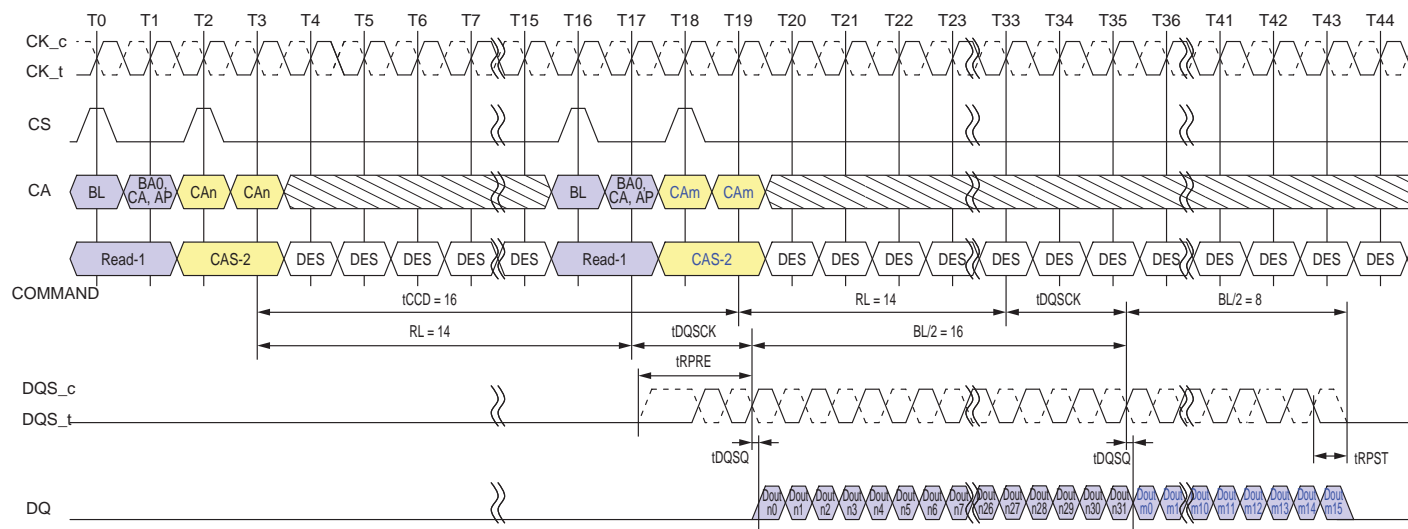 T0 T1 T2 T3 T4 T5 T6 T7 T15 T16 T17 T18 T19 T20 T21 T22 T23 T33 T34 T35 T36 T41 T42 T43 T44
CK_c
CK_t
CS
CA BL BA0, CA, AP CAn CAn BL BA0, CA, AP CAm CAm
Read-1 CAS-2 DES DES DES DES DES Read-1 CAS-2 DES DES DES DES DES DES DES DES DES DES DES DES
COMMAND
tCCD = 16 RL = 14 tDQSCK BL/2 = 8
RL = 14 tDQSCK BL/2 = 16
tRPRE
DQS_c
DQS_t
tDQSQ tDQSQ tRPST
DQ Dout n0 Dout n1 Dout n2 Dout n3 Dout n4 Dout n5 Dout n6 Dout n7 Dout n26 Dout n27 Dout n28 Dout n29 Dout n30 Dout n31 Dout m0 Dout m1 Dout m10 Dout m11 Dout m12 Dout m13 Dout m14 Dout m15